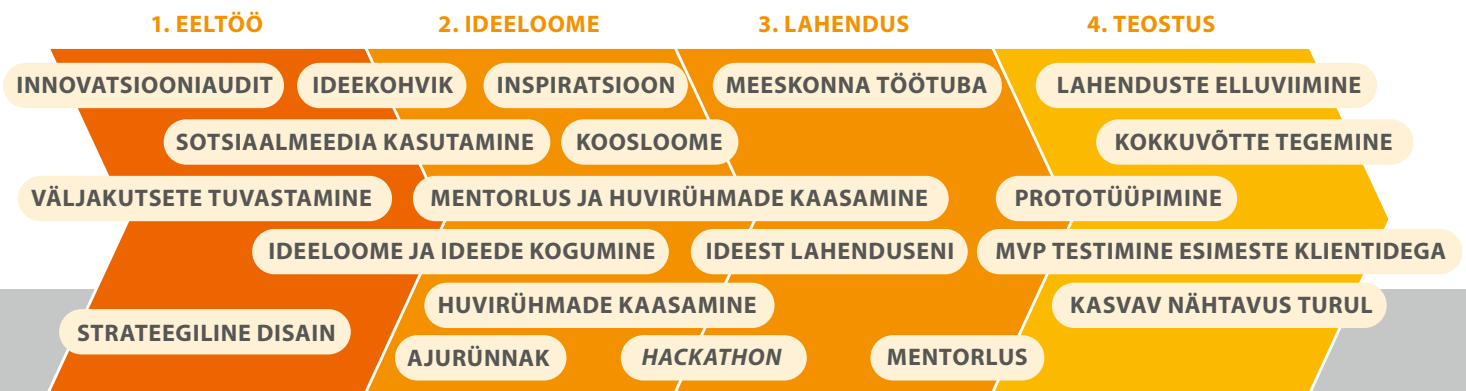 1. EELTÖÖ
2. IDEELOOME
3. LAHENDUS
4. TEOSTUS
INNOVATSIOONIAUDIT
IDEEKOHVIK
INSPIRATSIOON
MEESKONNA TÖÖTUBA
LAHENDUSTE ELLUVIIMINE
SOTSIAALMEEDIA KASUTAMINE
KOOSLOOME
KOKKUVÕTTE TEGEMINE
VÄLJAKUTSETE TUVASTAMINE
MENTORLUS JA HUVIRÜHMADE KAASAMINE
PROTOTÜÜPIMINE
IDEELOOME JA IDEEDE KOGUMINE
IDEEST LAHENDUSENI
MVP TESTIMINE ESIMESTE KLIENTIDEGA
HUVIRÜHMADE KAASAMINE
KASVAV NÄHTAVUS TURUL
STRATEEGILINE DISAIN
AJURÜNNAK
HACKATHON
MENTORLUS